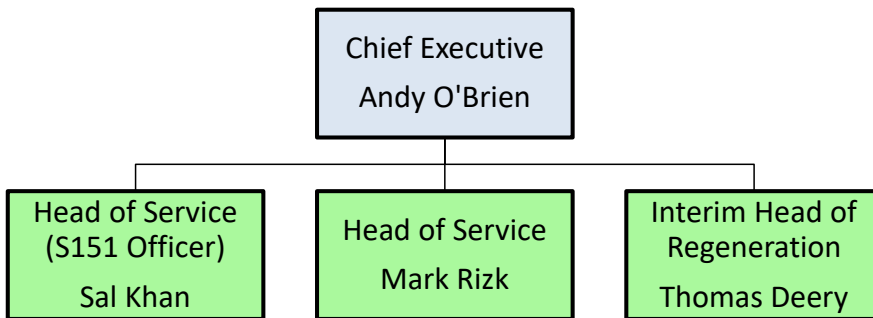 Chief Executive
Andy O'Brien
Head of Service
(S151 Officer)
Sal Khan
Head of Service
Mark Rizk
Interim Head of
Regeneration
Thomas Deery